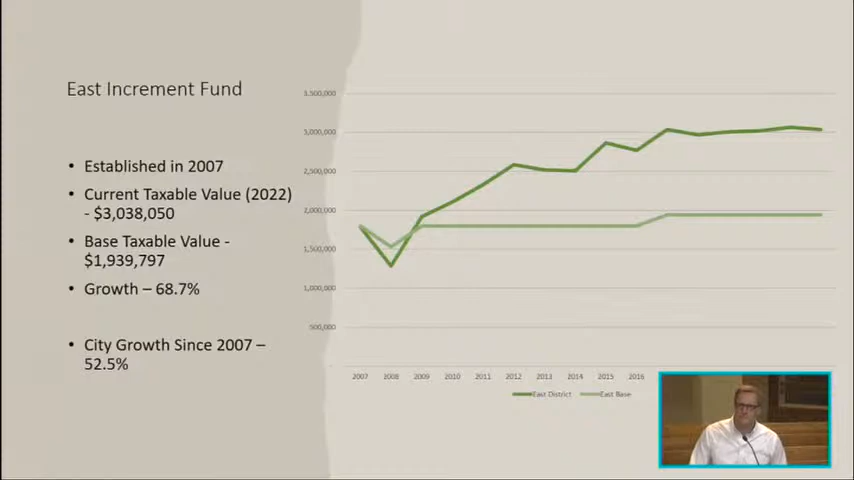 East Increment Fund
• Established in 2007
• Current Taxable Value (2022)
- $3,038,050
• Base Taxable Value -
$1,939,797
• Growth – 68.7%
• City Growth Since 2007 –
52.5%
3,500,000
3,000,000
2,500,000
2,000,000
1,500,000
1,000,000
500,000
-
2007 2008 2009 2010 2011 2012 2013 2014 2015 2016
East District East Base